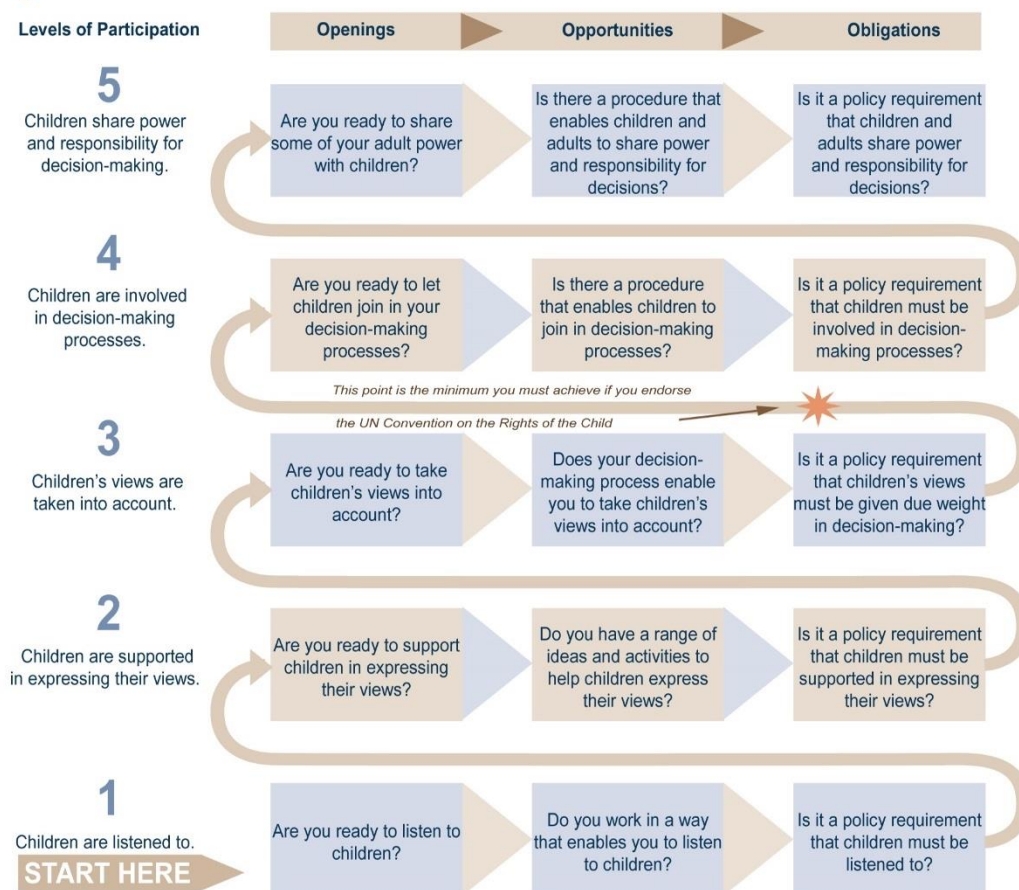 Levels of Participation
Openings
Opportunities
Obligations
5
Children share power
and responsibility for
decision-making.
Are you ready to share
some of your adult power
with children?
Is there a procedure that
enables children and
adults to share power
and responsibility for
decisions?
Is it a policy requirement
that children and
adults share power
and responsibility for
decisions?
4
Children are involved
in decision-making
processes.
Are you ready to let
children join in your
decision-making
processes?
Is there a procedure
that enables children to
join in decision-making
processes?
Is it a policy requirement
that children must be
involved in decision-
making processes?
This point is the minimum you must achieve if you endorse
the UN Convention on the Rights of the Child
3
Children’s views are
taken into account.
Are you ready to take
children’s views into
account?
Does your decision-
making process enable
you to take children’s
views into account?
Is it a policy requirement
that children’s views
must be given due weight
in decision-making?
2
Children are supported
in expressing their views.
Are you ready to support
children in expressing
their views?
Do you have a range of
ideas and activities to
help children express
their views?
Is it a policy requirement
that children must be
supported in expressing
their views?
1
Children are listened to.
START HERE
Are you ready to listen to
children?
Do you work in a way
that enables you to listen
to children?
Is it a policy requirement
that children must be
listened to?